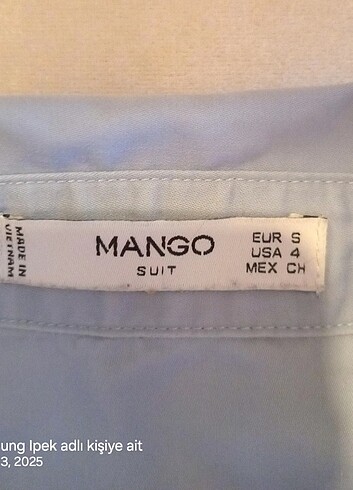 MADE IN
VIETNAM
MANGO
SUIT
EUR S
USA 4
MEX CH
ung Ipek adlı kişiye ait
3, 2025